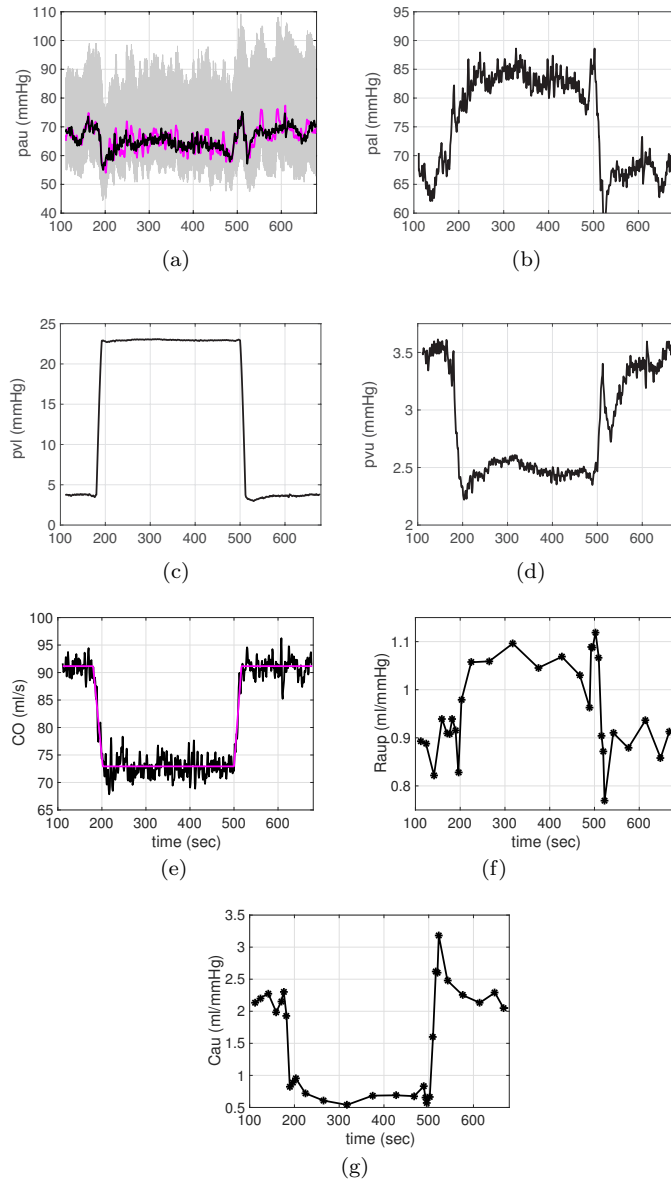 110
100
90
80
70
60
50
40
pau (mmHg)
100 200 300 400 500 600
(a)
95
90
85
80
75
70
65
60
pal (mmHg)
100 200 300 400 500 600
(b)
25
20
15
10
5
0
pvl (mmHg)
100 200 300 400 500 600
(c)
3.5
3
2.5
2
pvu (mmHg)
100 200 300 400 500 600
(d)
100
95
90
85
80
75
70
65
CO (ml/s)
100 200 300 400 500 600
time (sec)
(e)
1.1
1
0.9
0.8
Raup (ml/mmHg)
100 200 300 400 500 600
time (sec)
(f)
3.5
3
2.5
2
1.5
1
0.5
Cau (ml/mmHg)
100 200 300 400 500 600
time (sec)
(g)